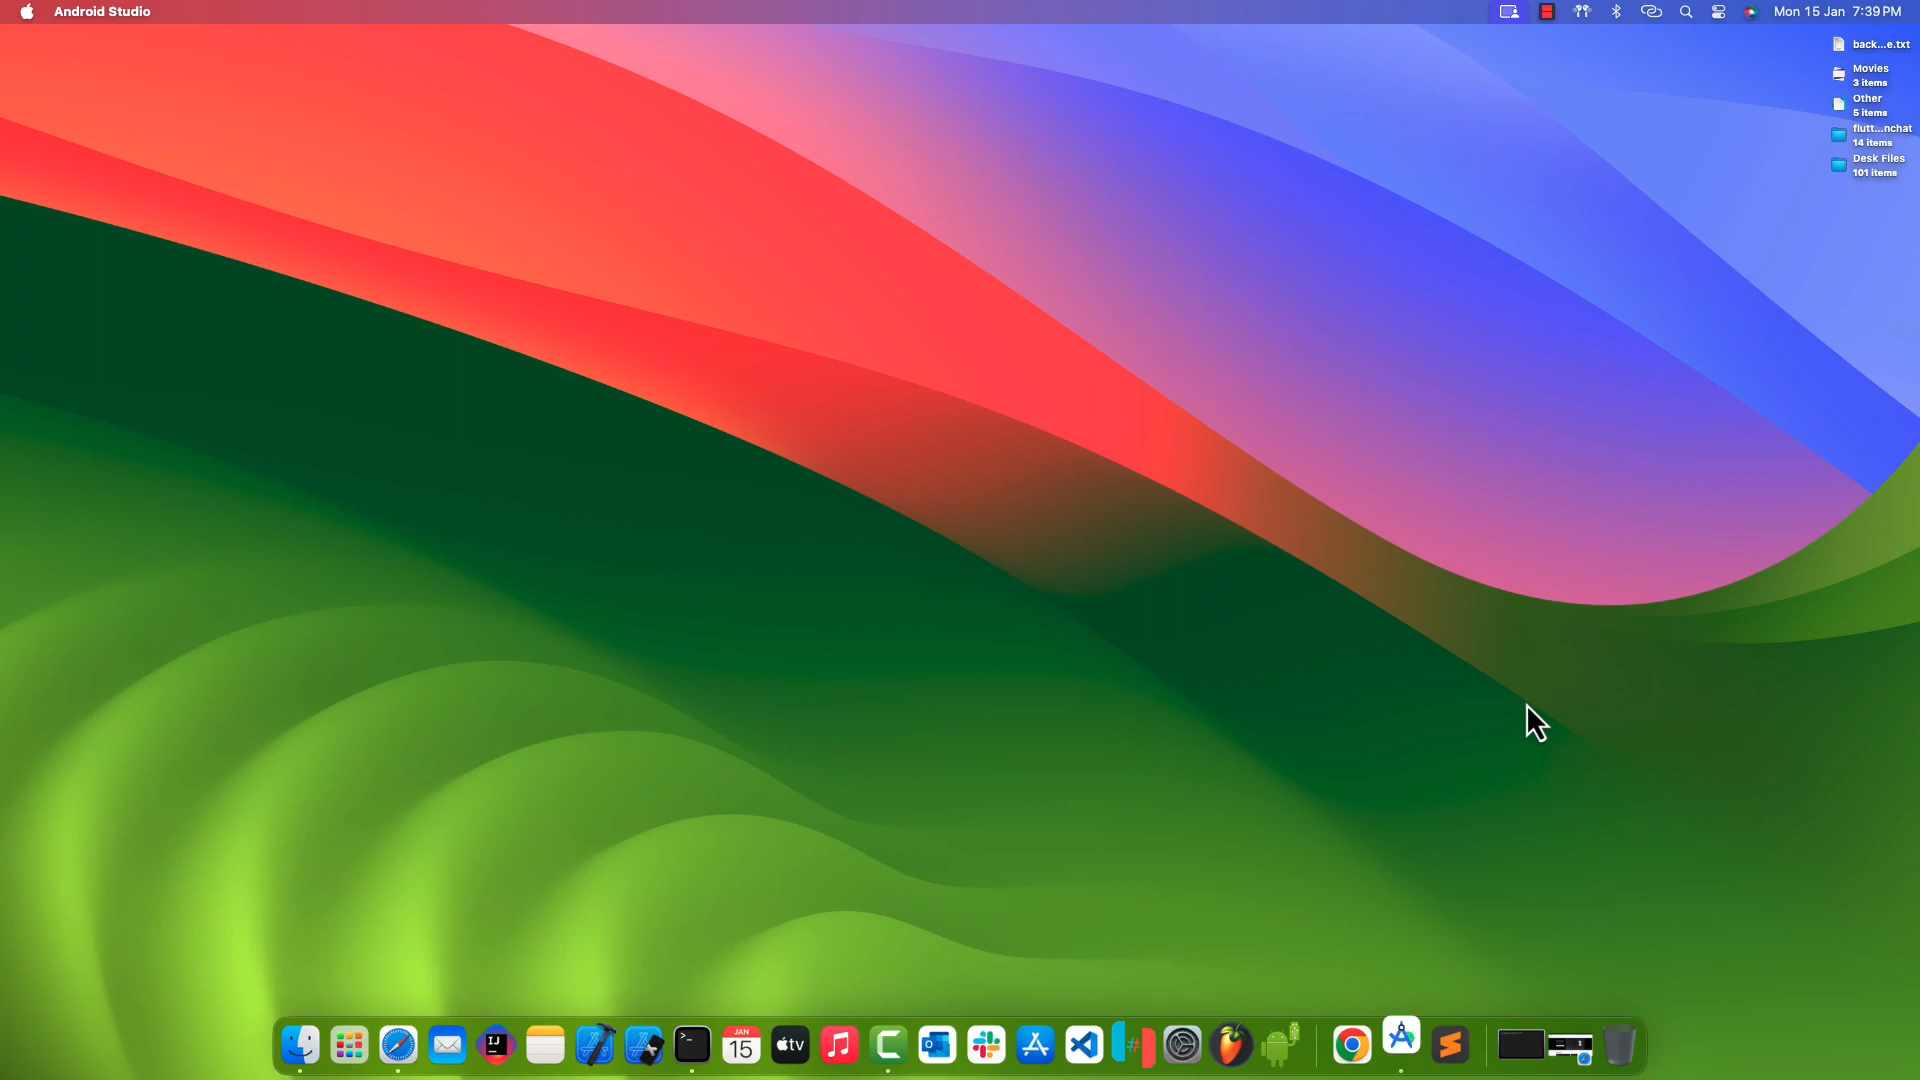 Android Studio
Mon 15 Jan 7:39 PM
back...e.txt
Movies
3 items
Other
5 items
flutt...nchat
14 items
Desk Files
101 items
IJ
>_
JAN
15
tv
#